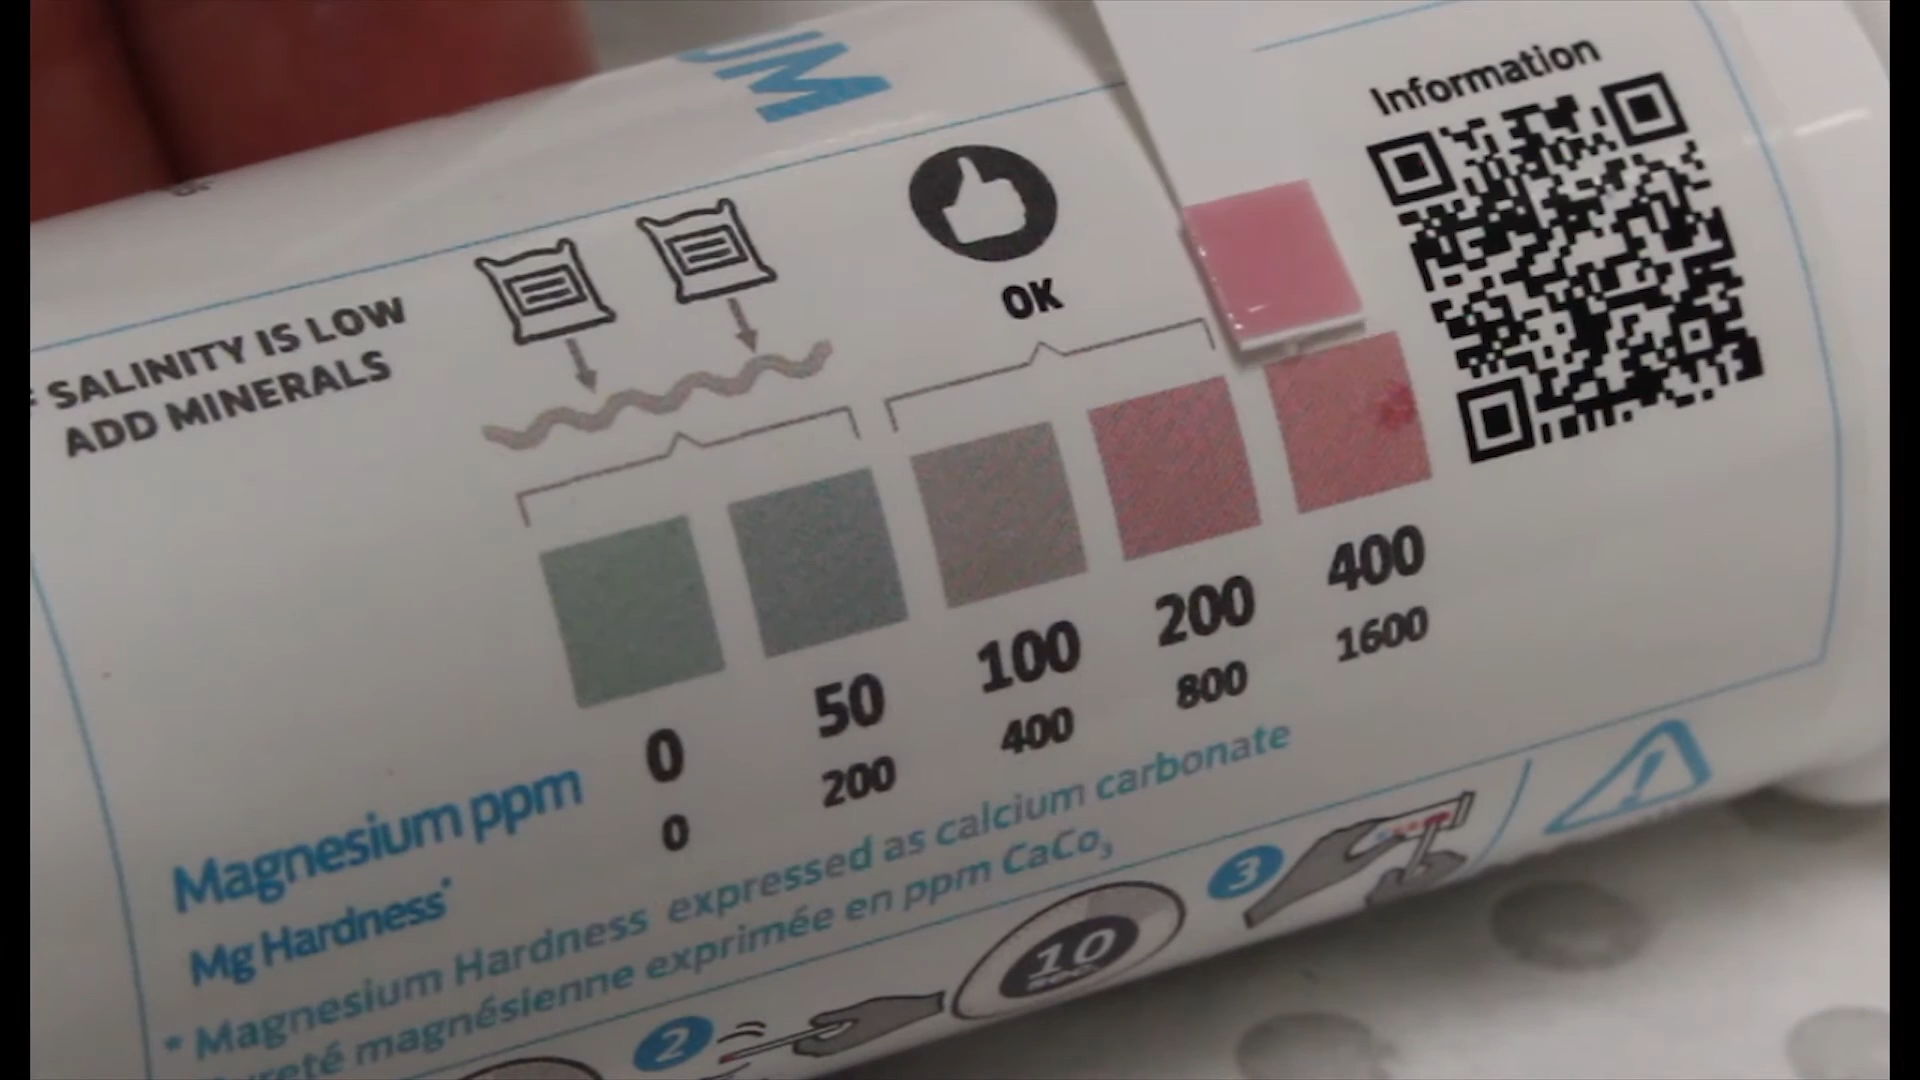 UM
Information
OK
SALINITY IS LOW
ADD MINERALS
Magnesium ppm 0 50 100 200 400
Mg Hardness* 0 200 400 800 1600
* Magnesium Hardness expressed as calcium carbonate
magnésienne exprimée en ppm CaCo₃
2
10
3